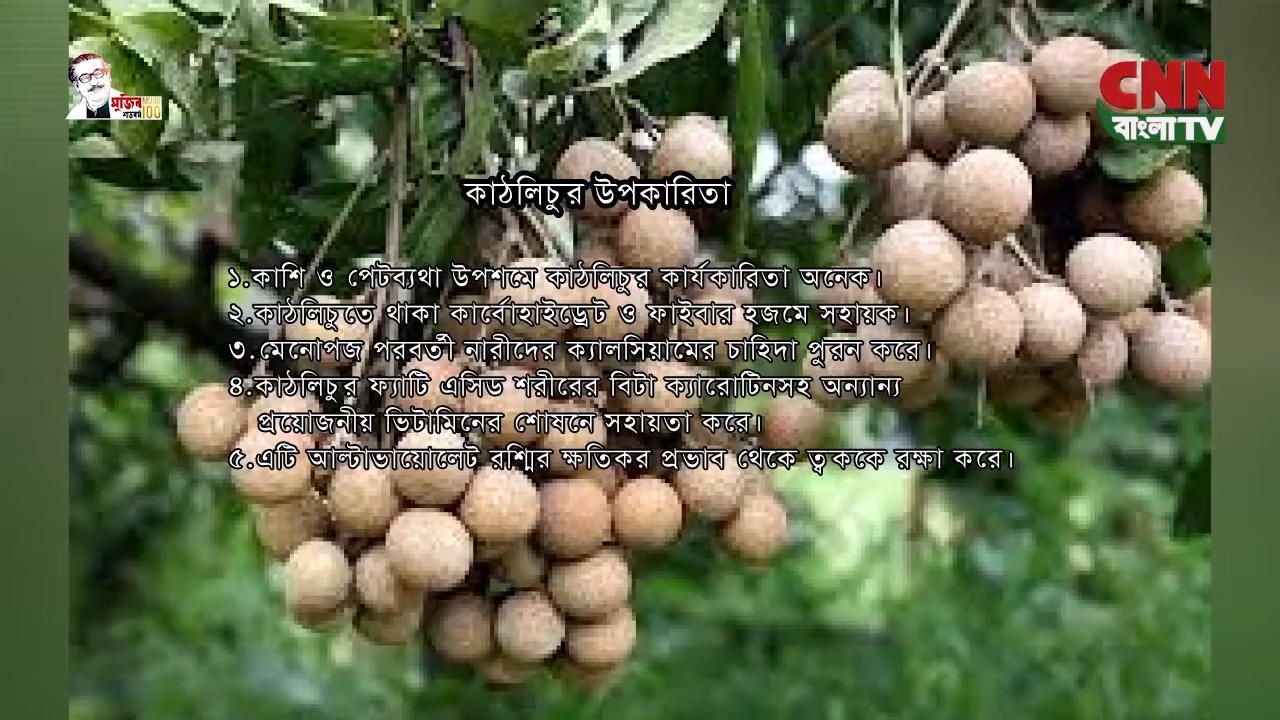 মুজিব
শতবর্ষ
100
CNN
বাংলা TV
কাঠলিচুর উপকারিতা
১.কাশি ও পেটব্যথা উপশমে কাঠলিচুর কার্যকারিতা অনেক।
২.কাঠলিচুতে থাকা কার্বোহাইড্রেট ও ফাইবার হজমে সহায়ক।
৩.মেনোপজ পরবর্তী নারীদের ক্যালসিয়ামের চাহিদা পুরন করে।
৪.কাঠলিচুর ফ্যাটি এসিড শরীরের বিটা ক্যারোটিনসহ অন্যান্য
প্রয়োজনীয় ভিটামিনের শোষনে সহায়তা করে।
৫.এটি আল্টাভায়োলেট রশ্মির ক্ষতিকর প্রভাব থেকে ত্বককে রক্ষা করে।